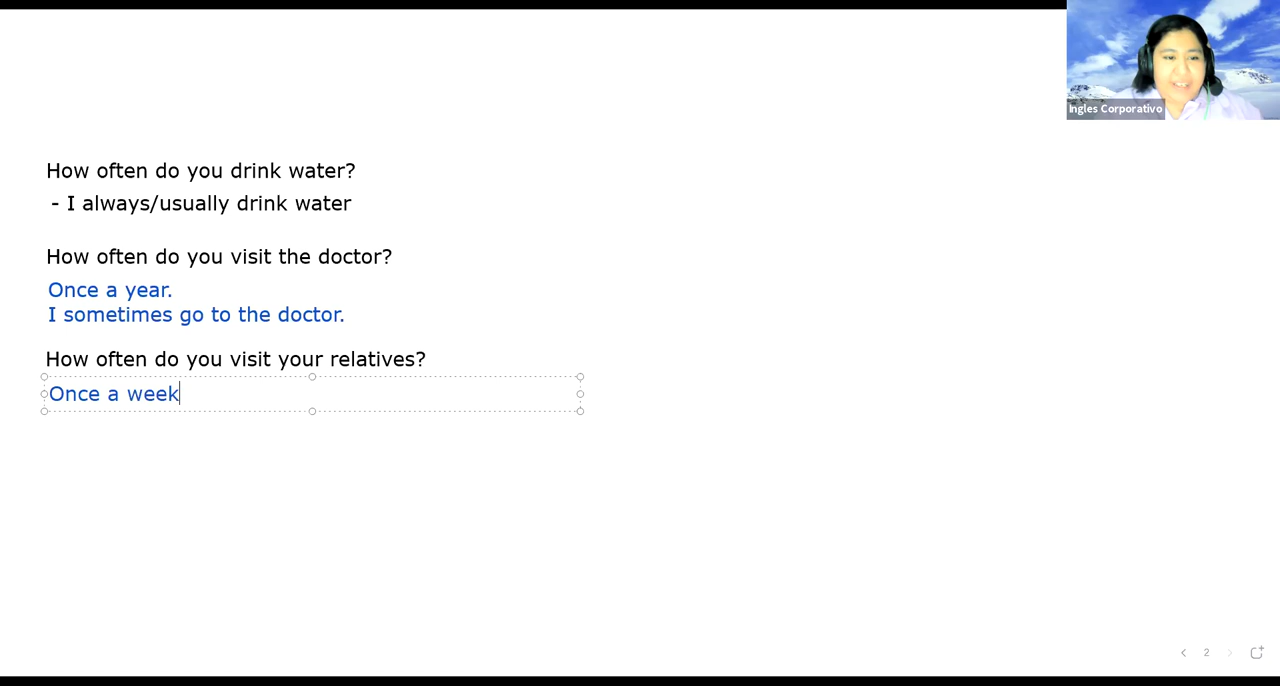 Ingles Corporativo
How often do you drink water?
- I always/usually drink water
How often do you visit the doctor?
Once a year.
I sometimes go to the doctor.
How often do you visit your relatives?
Once a week
2